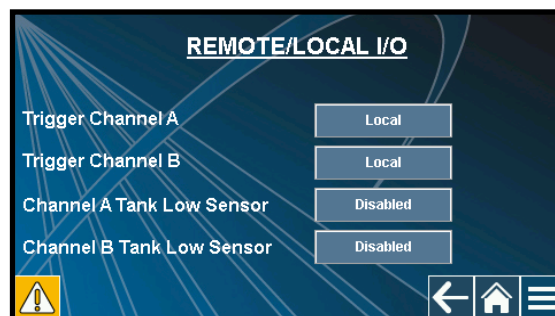 REMOTE/LOCAL I/O
Trigger Channel A Local
Trigger Channel B Local
Channel A Tank Low Sensor Disabled
Channel B Tank Low Sensor Disabled